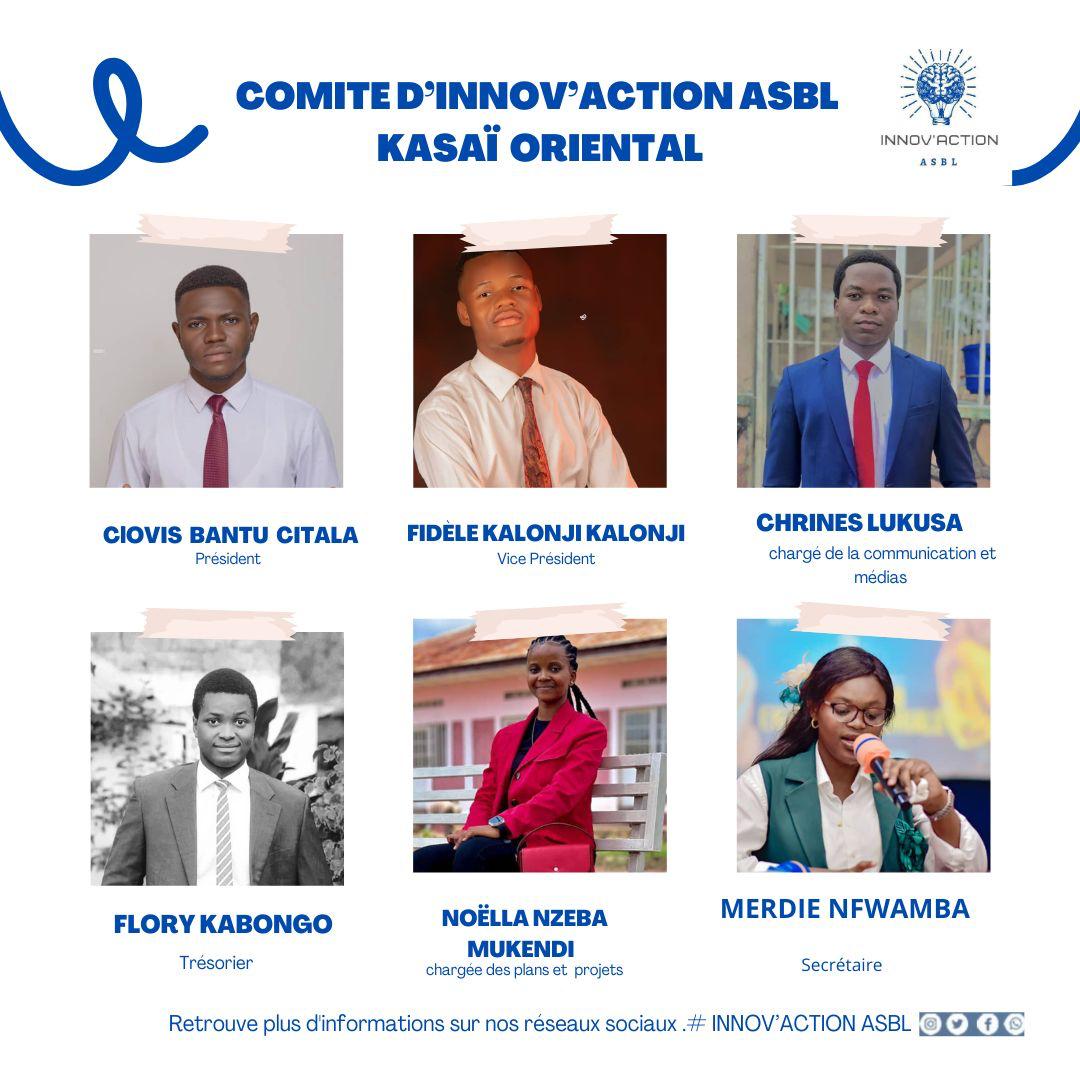 COMITE D’INNOV’ACTION ASBL
KASAÏ ORIENTAL
INNOV'ACTION
ASBL
CIOVIS BANTU CITALA
Président
FIDÈLE KALONJI KALONJI
Vice Président
CHRINES LUKUSA
chargé de la communication et
médias
FLORY KABONGO
Trésorier
NOËLLA NZEBA
MUKENDI
chargée des plans et projets
MERDIE NFWAMBA
Secrétaire
Retrouve plus d'informations sur nos réseaux sociaux .# INNOV’ACTION ASBL